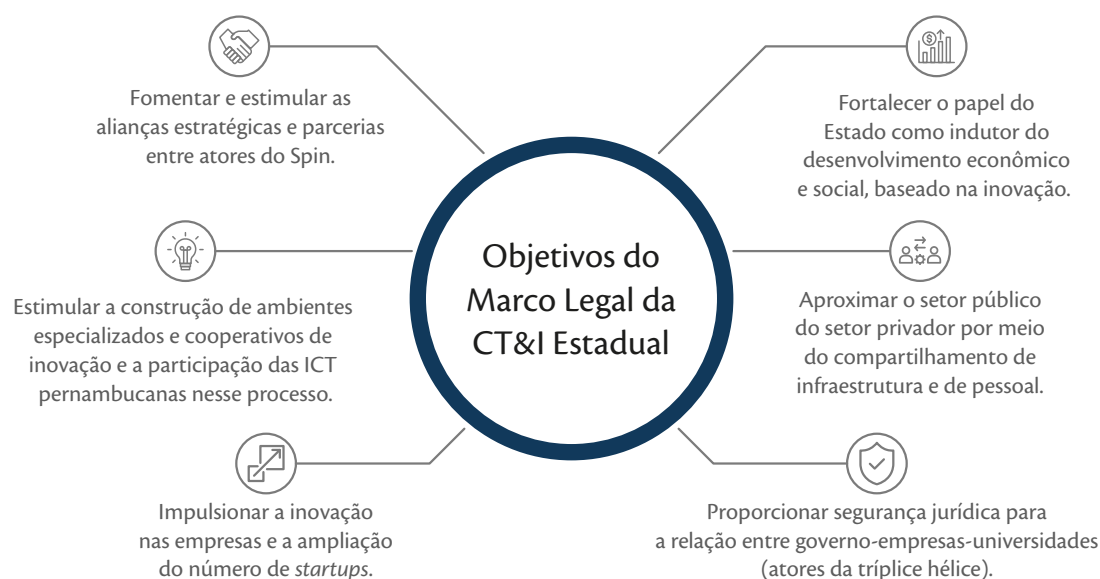 Fomentar e estimular as
alianças estratégicas e parcerias
entre atores do Spin.
Fortalecer o papel do
Estado como indutor do
desenvolvimento econômico
e social, baseado na inovação.
Objetivos do
Marco Legal da
CT&I Estadual
Estimular a construção de ambientes
especializados e cooperativos de
inovação e a participação das ICT
pernambucanas nesse processo.
Aproximar o setor público
do setor privador por meio
do compartilhamento de
infraestrutura e de pessoal.
Impulsionar a inovação
nas empresas e a ampliação
do número de startups.
Proporcionar segurança jurídica para
a relação entre governo-empresas-universidades
(atores da tríplice hélice).